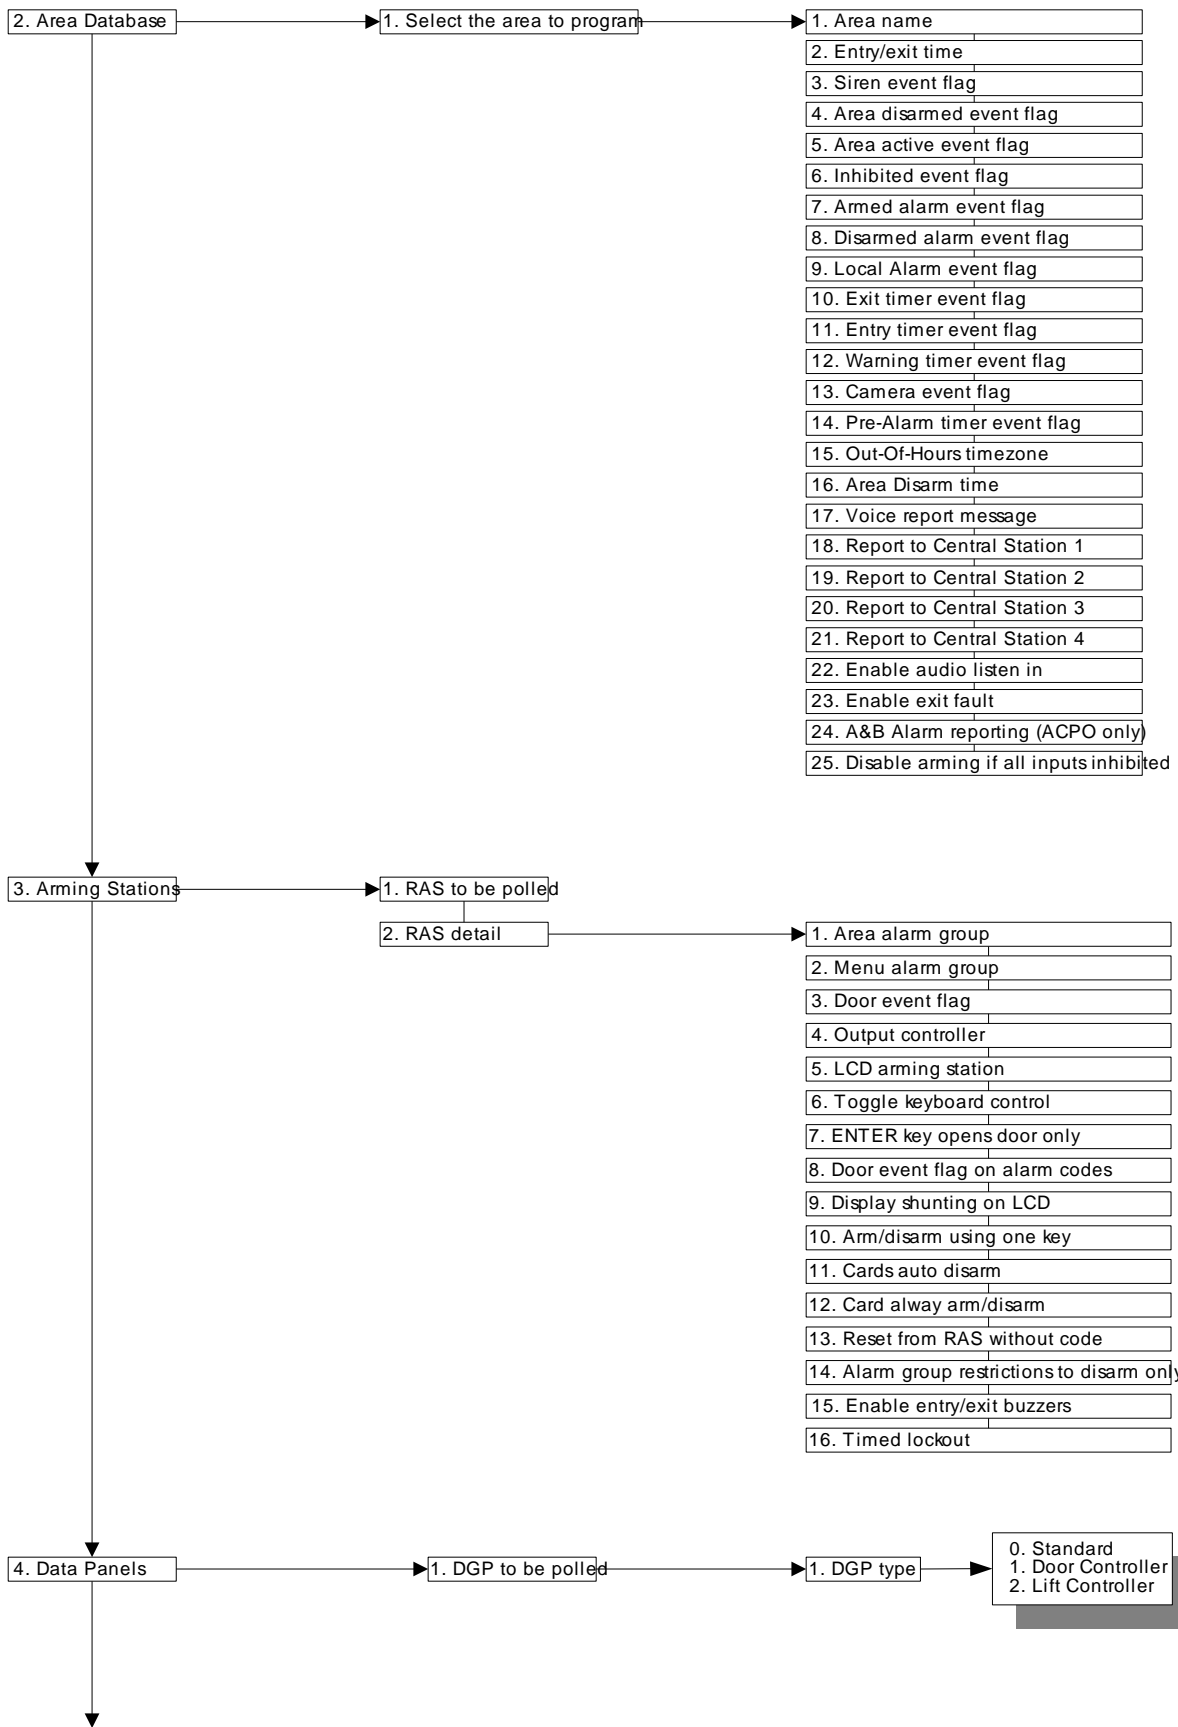 2. Area Database
1. Select the area to program
1. Area name
2. Entry/exit time
3. Siren event flag
4. Area disarmed event flag
5. Area active event flag
6. Inhibited event flag
7. Armed alarm event flag
8. Disarmed alarm event flag
9. Local Alarm event flag
10. Exit timer event flag
11. Entry timer event flag
12. Warning timer event flag
13. Camera event flag
14. Pre-Alarm timer event flag
15. Out-Of-Hours timezone
16. Area Disarm time
17. Voice report message
18. Report to Central Station 1
19. Report to Central Station 2
20. Report to Central Station 3
21. Report to Central Station 4
22. Enable audio listen in
23. Enable exit fault
24. A&B Alarm reporting (ACPO only)
25. Disable arming if all inputs inhibited
3. Arming Stations
1. RAS to be polled
2. RAS detail
1. Area alarm group
2. Menu alarm group
3. Door event flag
4. Output controller
5. LCD arming station
6. Toggle keyboard control
7. ENTER key opens door only
8. Door event flag on alarm codes
9. Display shunting on LCD
10. Arm/disarm using one key
11. Cards auto disarm
12. Card alway arm/disarm
13. Reset from RAS without code
14. Alarm group restrictions to disarm only
15. Enable entry/exit buzzers
16. Timed lockout
4. Data Panels
1. DGP to be polled
1. DGP type
0. Standard
1. Door Controller
2. Lift Controller